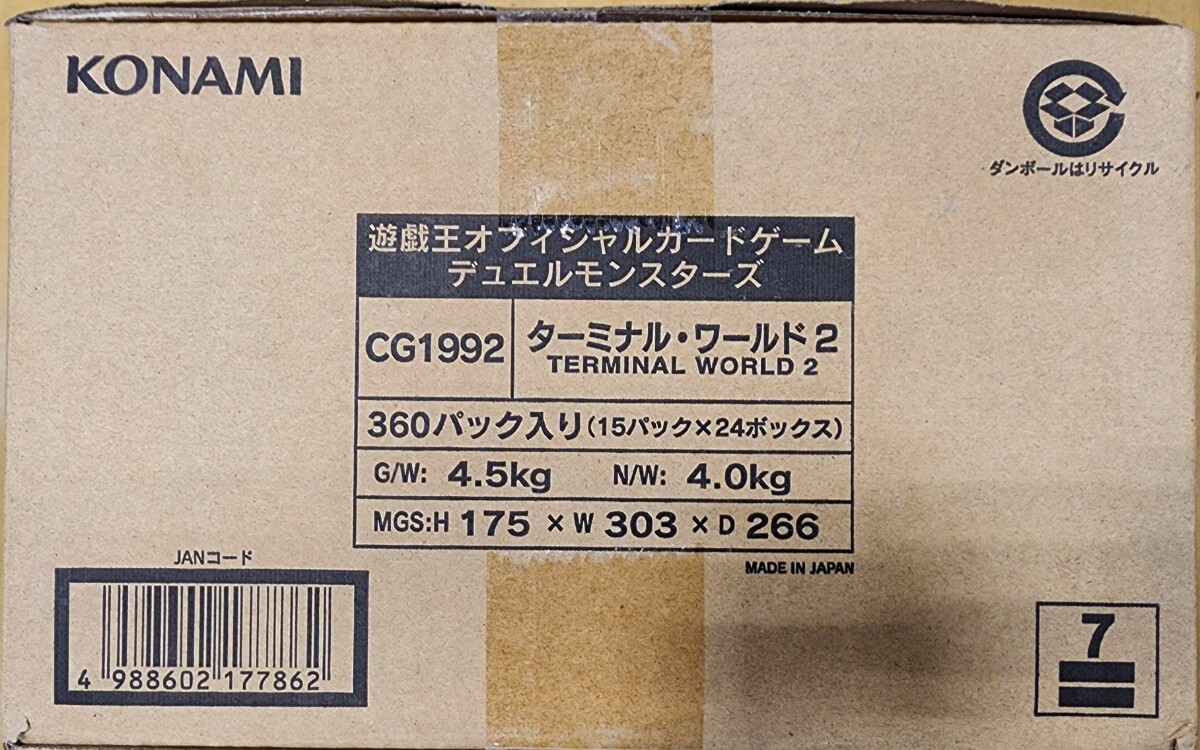 KONAMI
ダンボールはリサイクル
遊戯王オフィシャルカードゲーム
デュエルモンスターズ
CG1992
ターミナル・ワールド2
TERMINAL WORLD 2
360パック入り(15パック×24ボックス)
G/W: 4.5kg N/W: 4.0kg
MGS:H 175 × W 303 × D 266
MADE IN JAPAN
JANコード
4 988602 177862
7